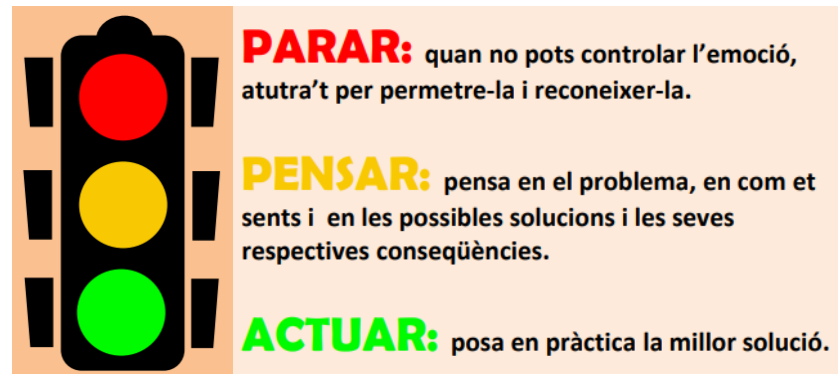 PARAR: quan no pots controlar l'emoció,
atutra't per permetre-la i reconeixer-la.
PENSAR: pensa en el problema, en com et
sents i en les possibles solucions i les seves
respectives conseqüències.
ACTUAR: posa en pràctica la millor solució.